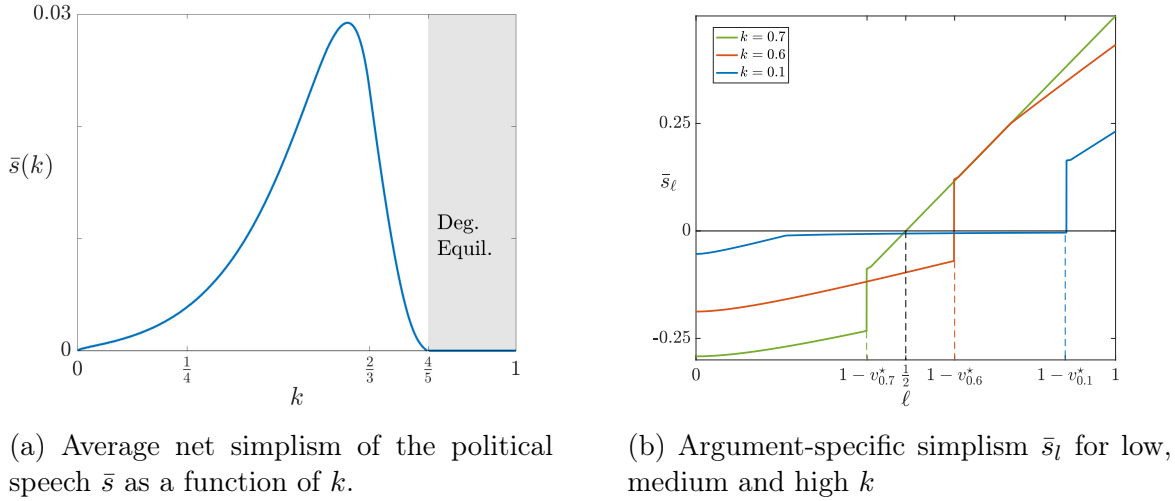 0.03
s̄(k)
0
Deg.
Equil.
0
1/4
2/3
4/5
1
k
(a) Average net simplism of the political
speech s̄ as a function of k.
k = 0.7
k = 0.6
k = 0.1
0.25
s̄_ℓ
0
-0.25
0
1 − v*_0.7
1/2
1 − v*_0.6
1 − v*_0.1
1
ℓ
(b) Argument-specific simplism s̄_l for low,
medium and high k